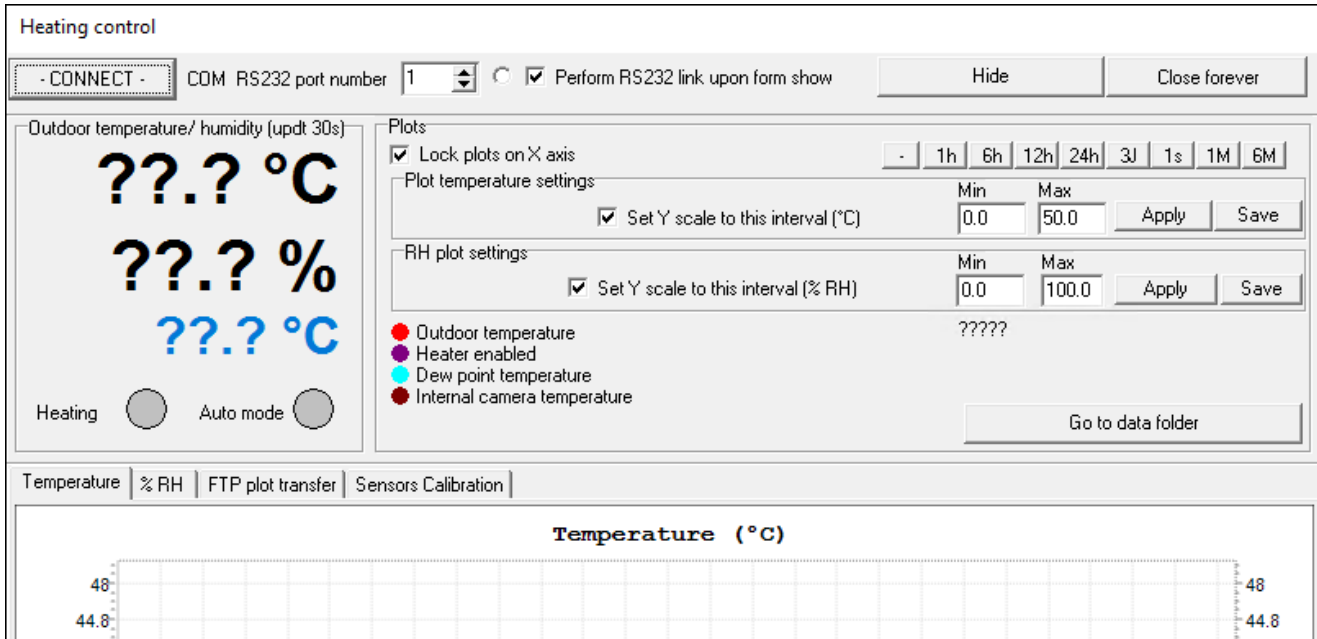 Heating control
- CONNECT - COM RS232 port number 1 Perform RS232 link upon form show Hide Close forever
Outdoor temperature/ humidity (updt 30s)
??.? °C
??.? %
??.? °C
Heating Auto mode
Plots
Lock plots on X axis - 1h 6h 12h 24h 3J 1s 1M 6M
Plot temperature settings
Min Max
Set Y scale to this interval (°C) 0.0 50.0 Apply Save
RH plot settings
Min Max
Set Y scale to this interval (% RH) 0.0 100.0 Apply Save
Outdoor temperature ?????
Heater enabled
Dew point temperature
Internal camera temperature
Go to data folder
Temperature % RH FTP plot transfer Sensors Calibration
Temperature (°C)
48 48
44.8 44.8